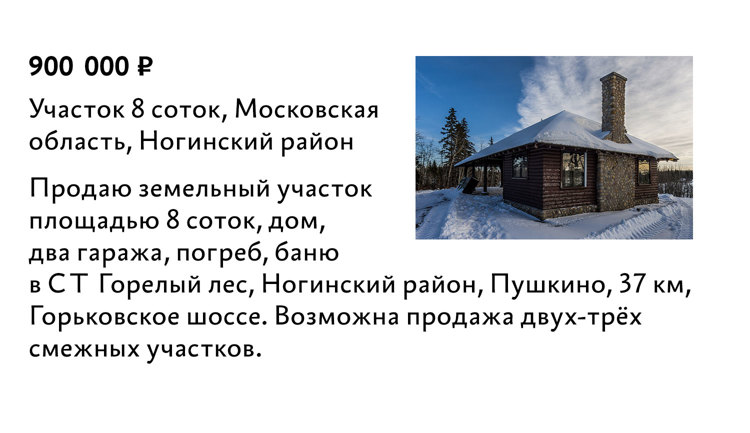 900 000 ₽
Участок 8 соток, Московская
область, Ногинский район
Продаю земельный участок
площадью 8 соток, дом,
два гаража, погреб, баню
в СТ Горелый лес, Ногинский район, Пушкино, 37 км,
Горьковское шоссе. Возможна продажа двух-трёх
смежных участков.